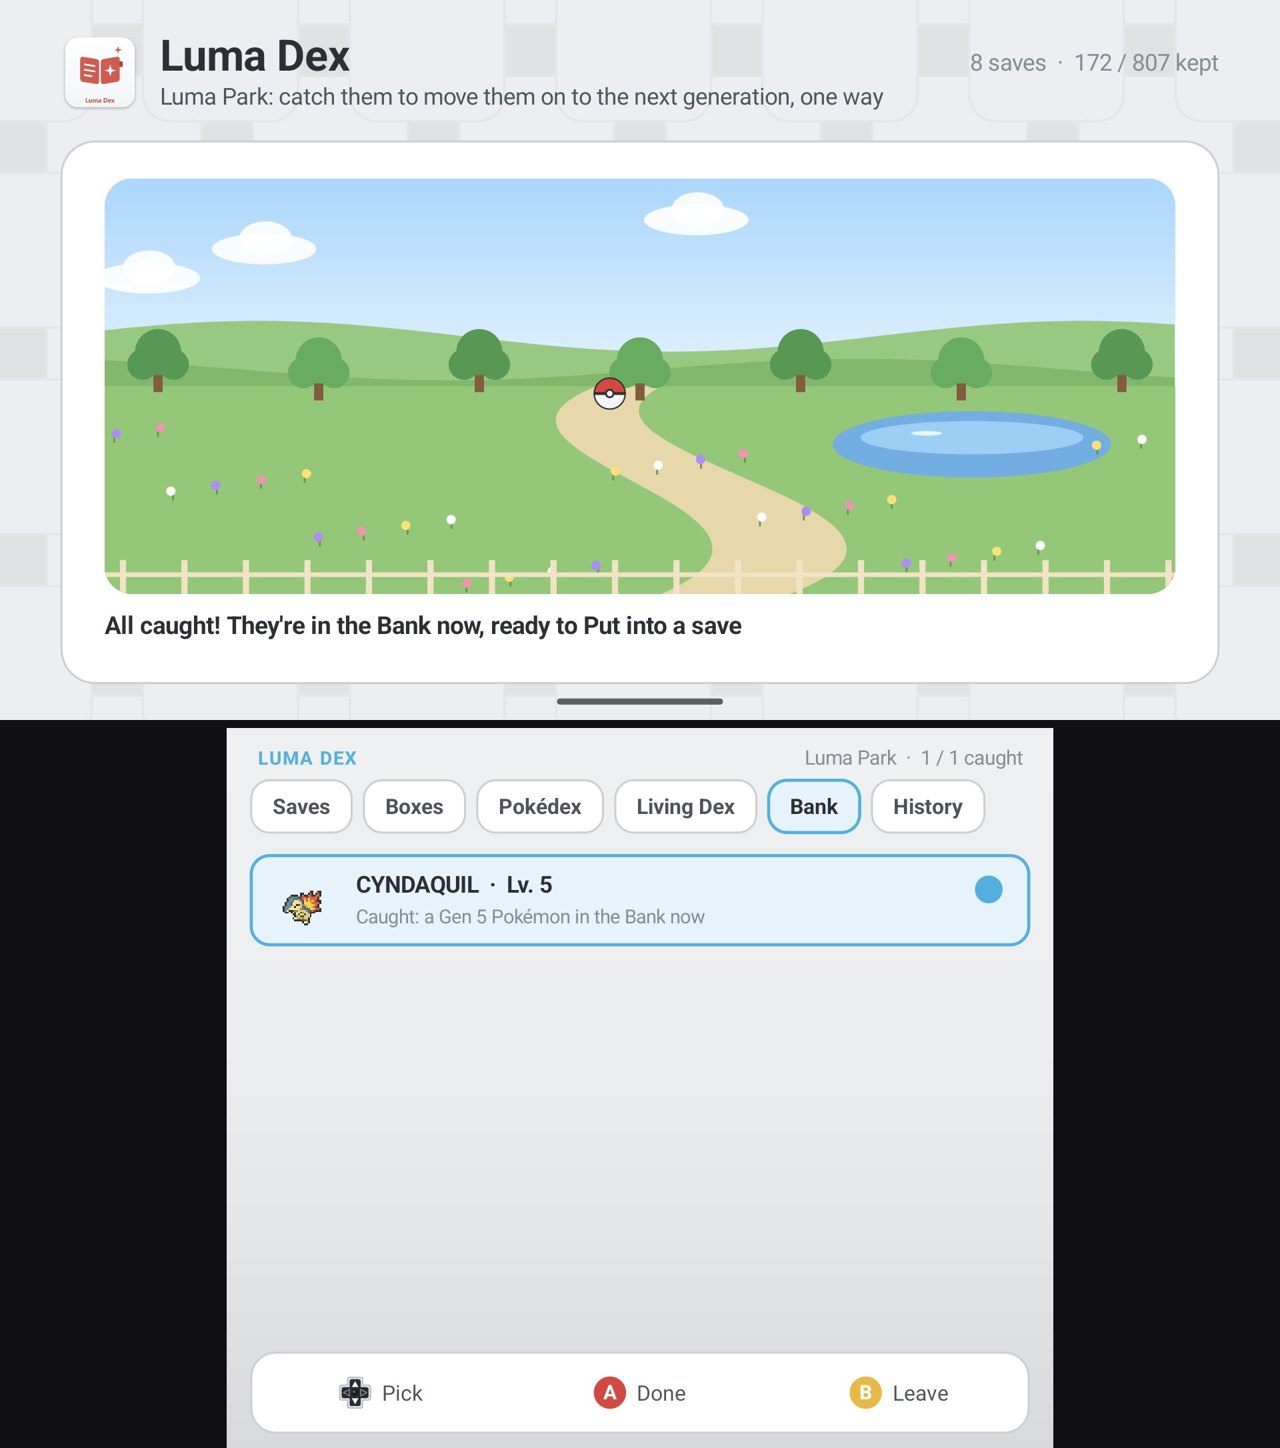 Luma Dex
Luma Dex
8 saves · 172 / 807 kept
Luma Park: catch them to move them on to the next generation, one way
All caught! They're in the Bank now, ready to Put into a save
LUMA DEX
Luma Park · 1 / 1 caught
Saves Boxes Pokédex Living Dex Bank History
CYNDAQUIL · Lv. 5
Caught: a Gen 5 Pokémon in the Bank now
Pick A Done B Leave